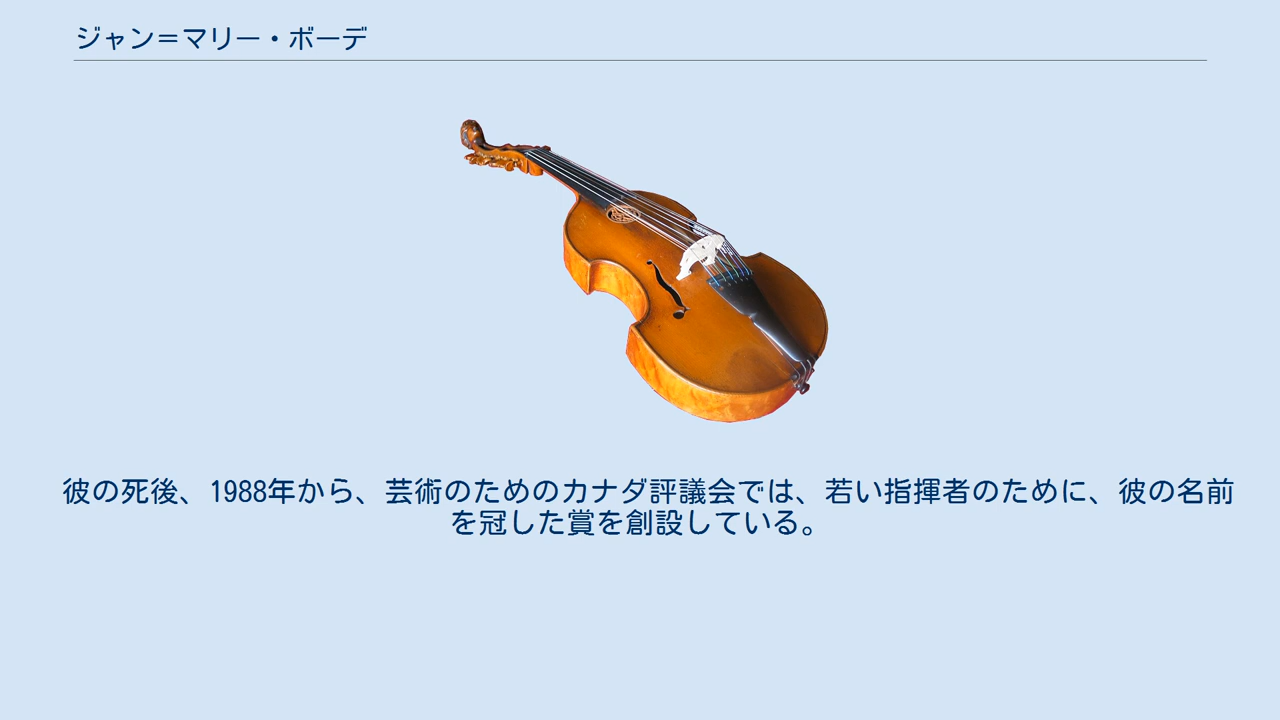 ジャン＝マリー・ボーデ
彼の死後、1988年から、芸術のためのカナダ評議会では、若い指揮者のために、彼の名前
を冠した賞を創設している。